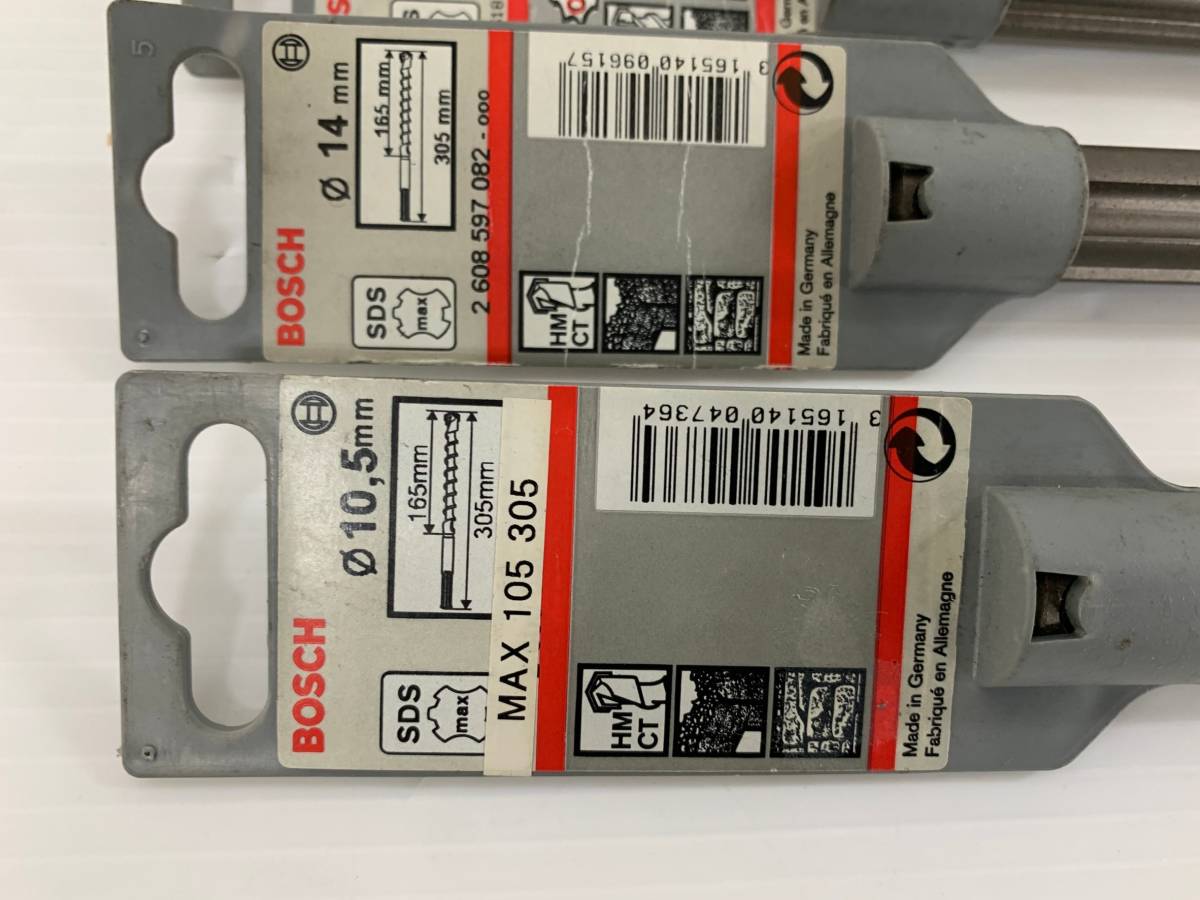 BOSCH
Ø 14 mm
165 mm
305 mm
SDS
max
2 608 597 082 - 000
3 165140 096157
HM
CT
Made in Germany
Fabriqué en Allemagne
5
BOSCH
Ø 10,5mm
165mm
305mm
SDS
max
MAX 105 305
3 165140 047364
HM
CT
Made in Germany
Fabriqué en Allemagne